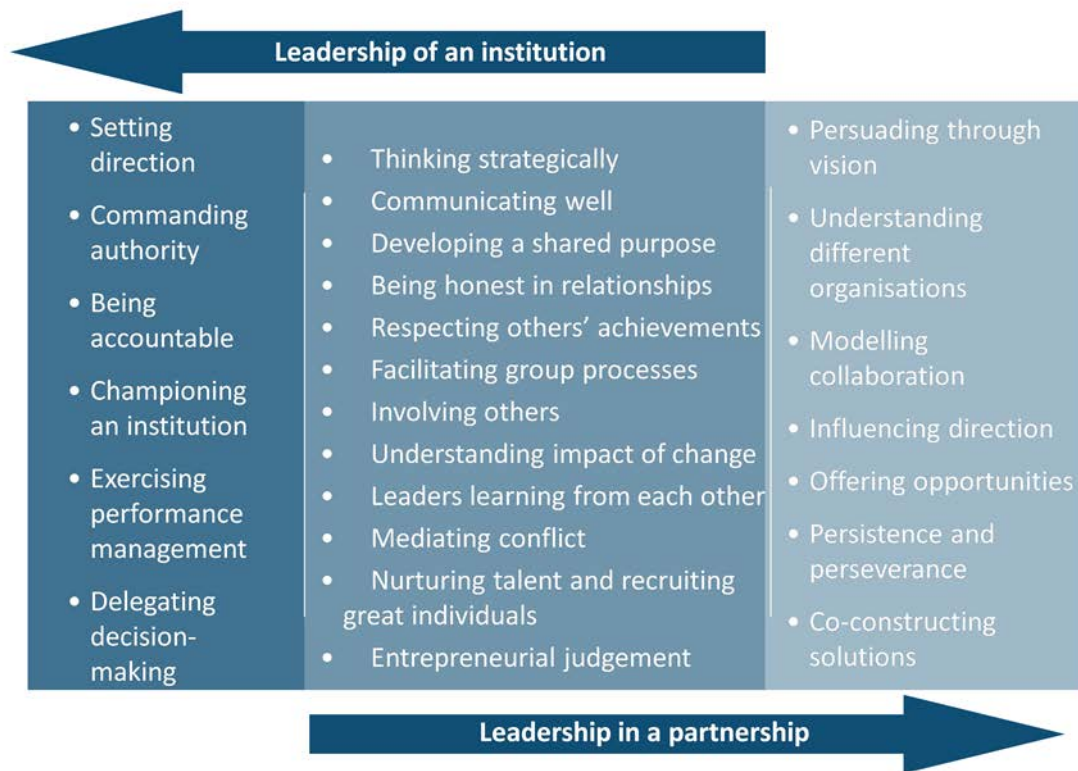 Leadership of an institution
• Setting
direction
• Commanding
authority
• Being
accountable
• Championing
an institution
• Exercising
performance
management
• Delegating
decision-
making
• Thinking strategically
• Communicating well
• Developing a shared purpose
• Being honest in relationships
• Respecting others’ achievements
• Facilitating group processes
• Involving others
• Understanding impact of change
• Leaders learning from each other
• Mediating conflict
• Nurturing talent and recruiting
great individuals
• Entrepreneurial judgement
• Persuading through
vision
• Understanding
different
organisations
• Modelling
collaboration
• Influencing direction
• Offering opportunities
• Persistence and
perseverance
• Co-constructing
solutions
Leadership in a partnership